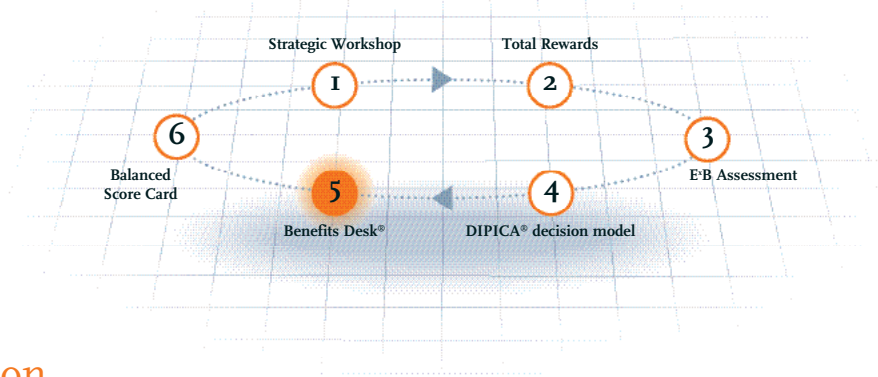 Strategic Workshop
Total Rewards
1
2
6
3
Balanced
Score Card
E·B Assessment
5
4
Benefits Desk®
DIPICA® decision model
on